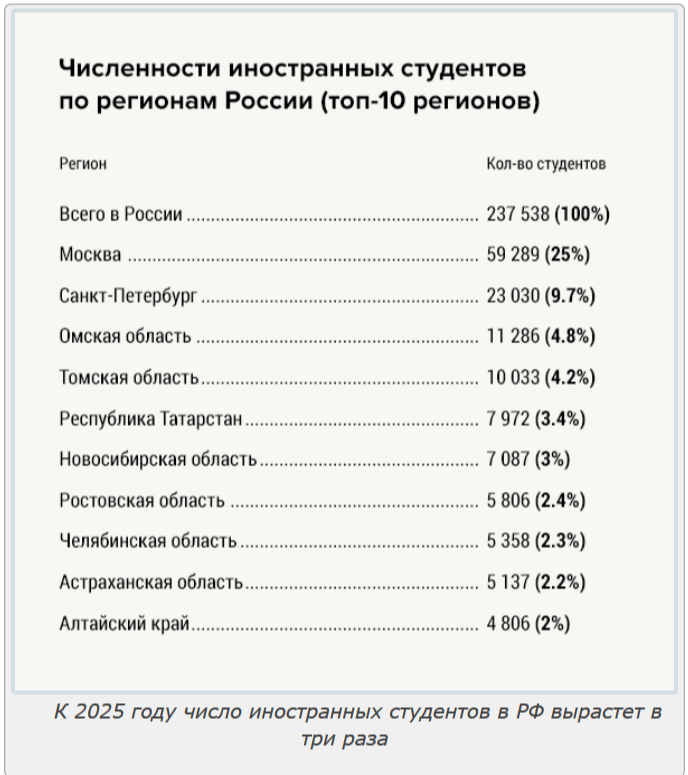 Численности иностранных студентов
по регионам России (топ-10 регионов)
Регион Кол-во студентов
Всего в России 237 538 (100%)
Москва 59 289 (25%)
Санкт-Петербург 23 030 (9.7%)
Омская область 11 286 (4.8%)
Томская область 10 033 (4.2%)
Республика Татарстан 7 972 (3.4%)
Новосибирская область 7 087 (3%)
Ростовская область 5 806 (2.4%)
Челябинская область 5 358 (2.3%)
Астраханская область 5 137 (2.2%)
Алтайский край 4 806 (2%)
К 2025 году число иностранных студентов в РФ вырастет в
три раза